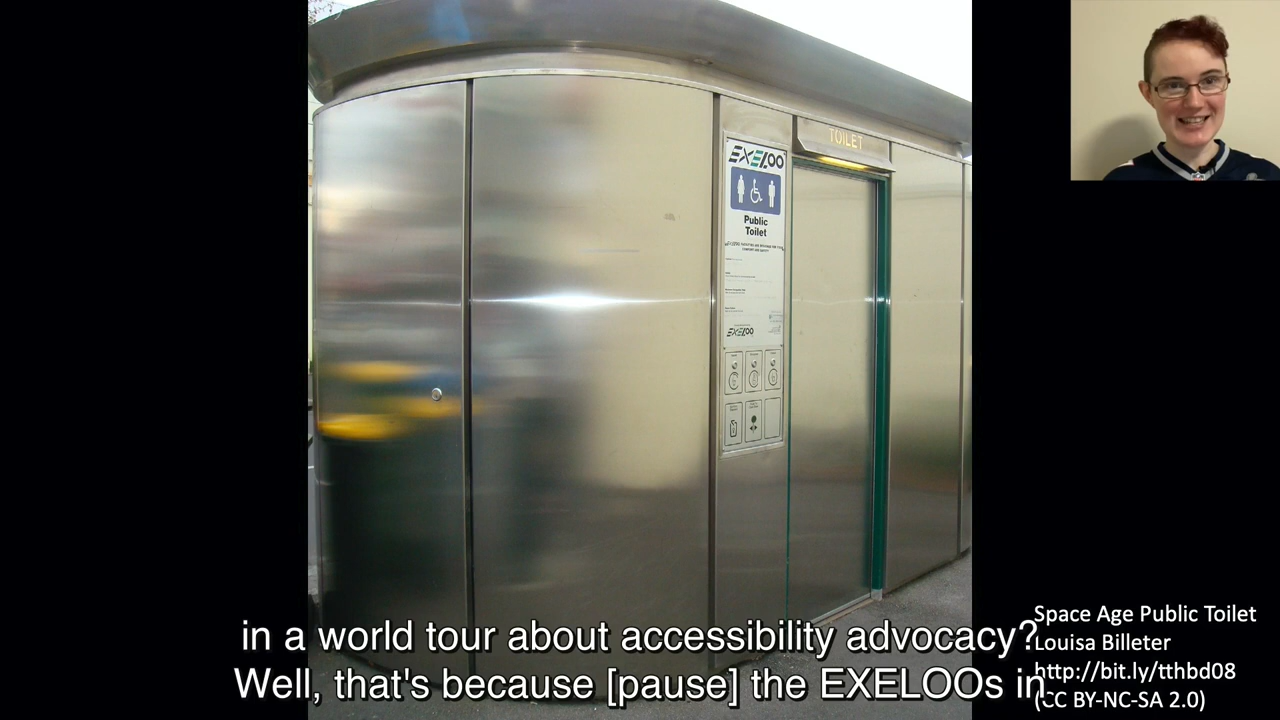 TOILET
EXELOO
Public
Toilet
EXELOO
in a world tour about accessibility advocacy?
Well, that's because [pause] the EXELOOs in
Space Age Public Toilet
Louisa Billeter
http://bit.ly/tthbd08
(CC BY-NC-SA 2.0)